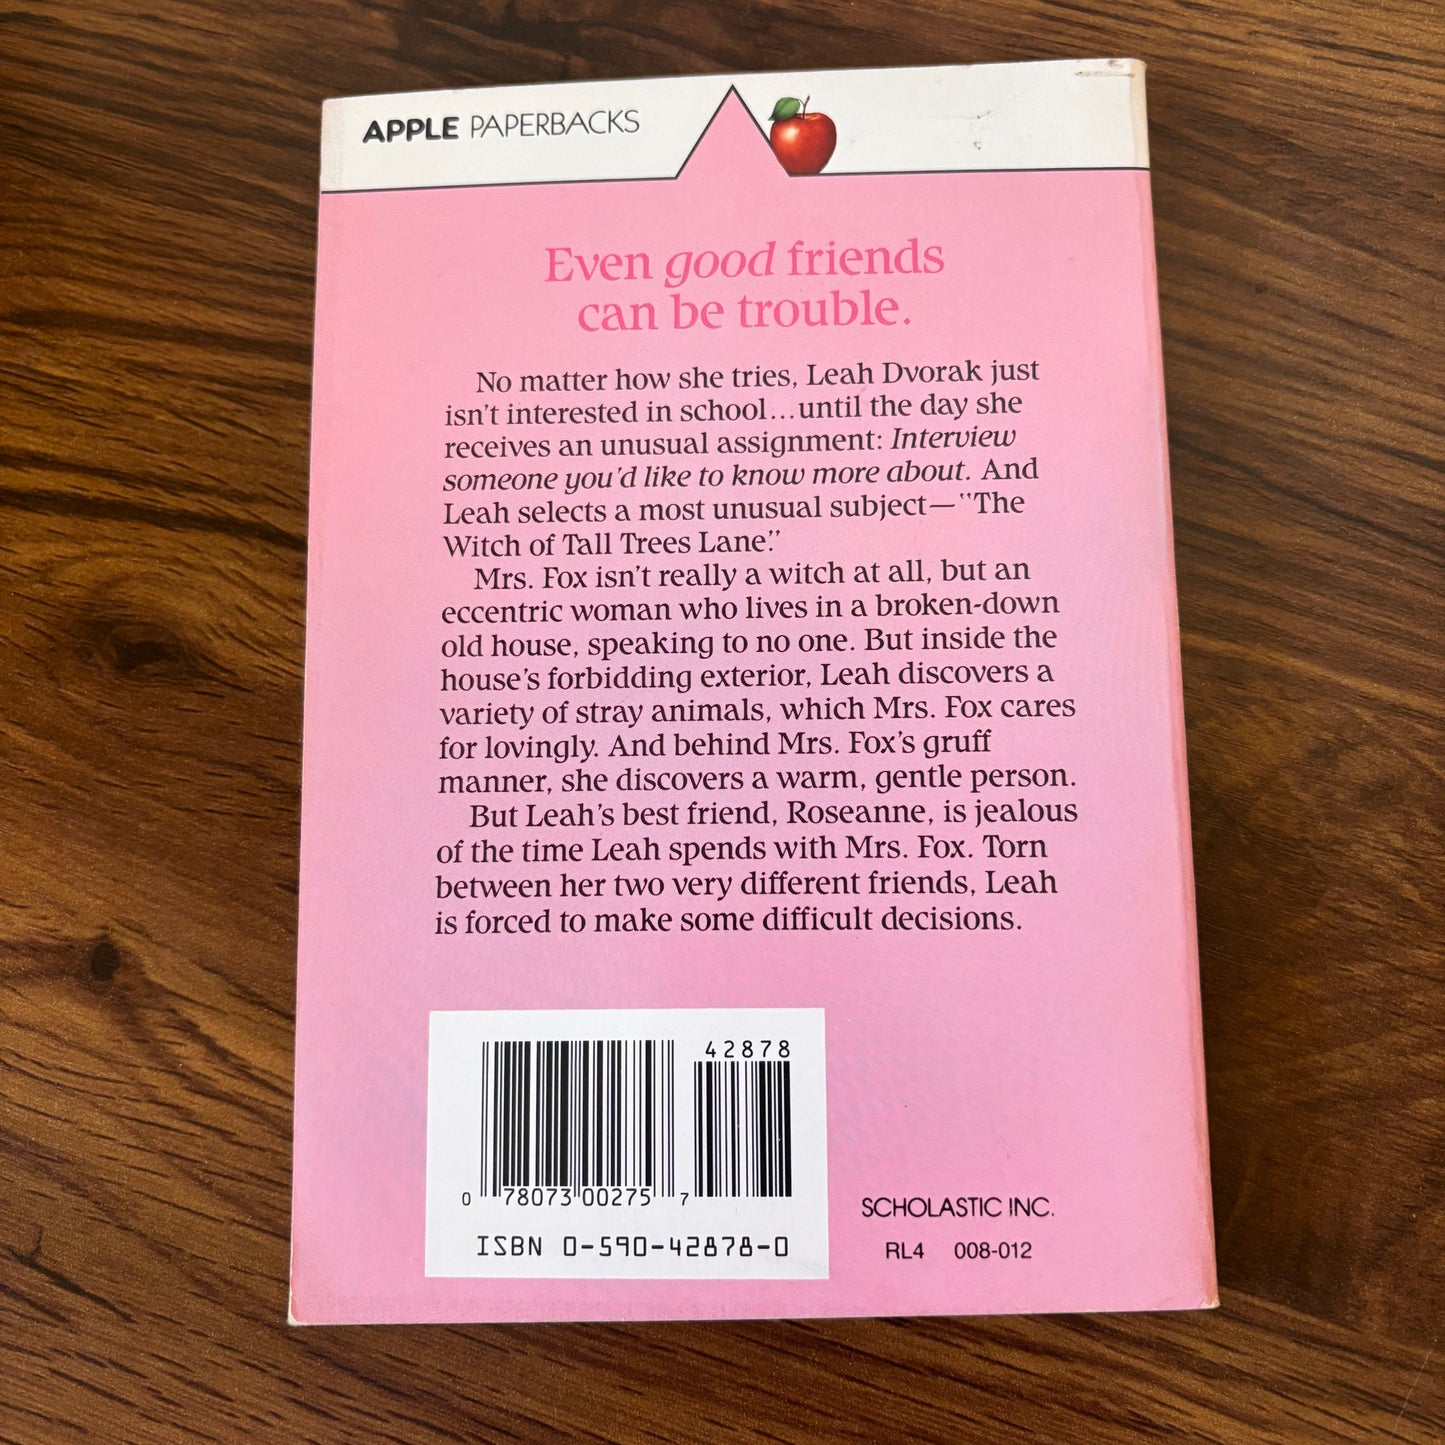 APPLE PAPERBACKS
Even good friends
can be trouble.
No matter how she tries, Leah Dvorak just
isn't interested in school...until the day she
receives an unusual assignment: Interview
someone you'd like to know more about. And
Leah selects a most unusual subject—"The
Witch of Tall Trees Lane."
Mrs. Fox isn't really a witch at all, but an
eccentric woman who lives in a broken-down
old house, speaking to no one. But inside the
house's forbidding exterior, Leah discovers a
variety of stray animals, which Mrs. Fox cares
for lovingly. And behind Mrs. Fox's gruff
manner, she discovers a warm, gentle person.
But Leah's best friend, Roseanne, is jealous
of the time Leah spends with Mrs. Fox. Torn
between her two very different friends, Leah
is forced to make some difficult decisions.
42878
0 78073 00275 7
ISBN 0-590-42878-0
SCHOLASTIC INC.
RL4 008-012